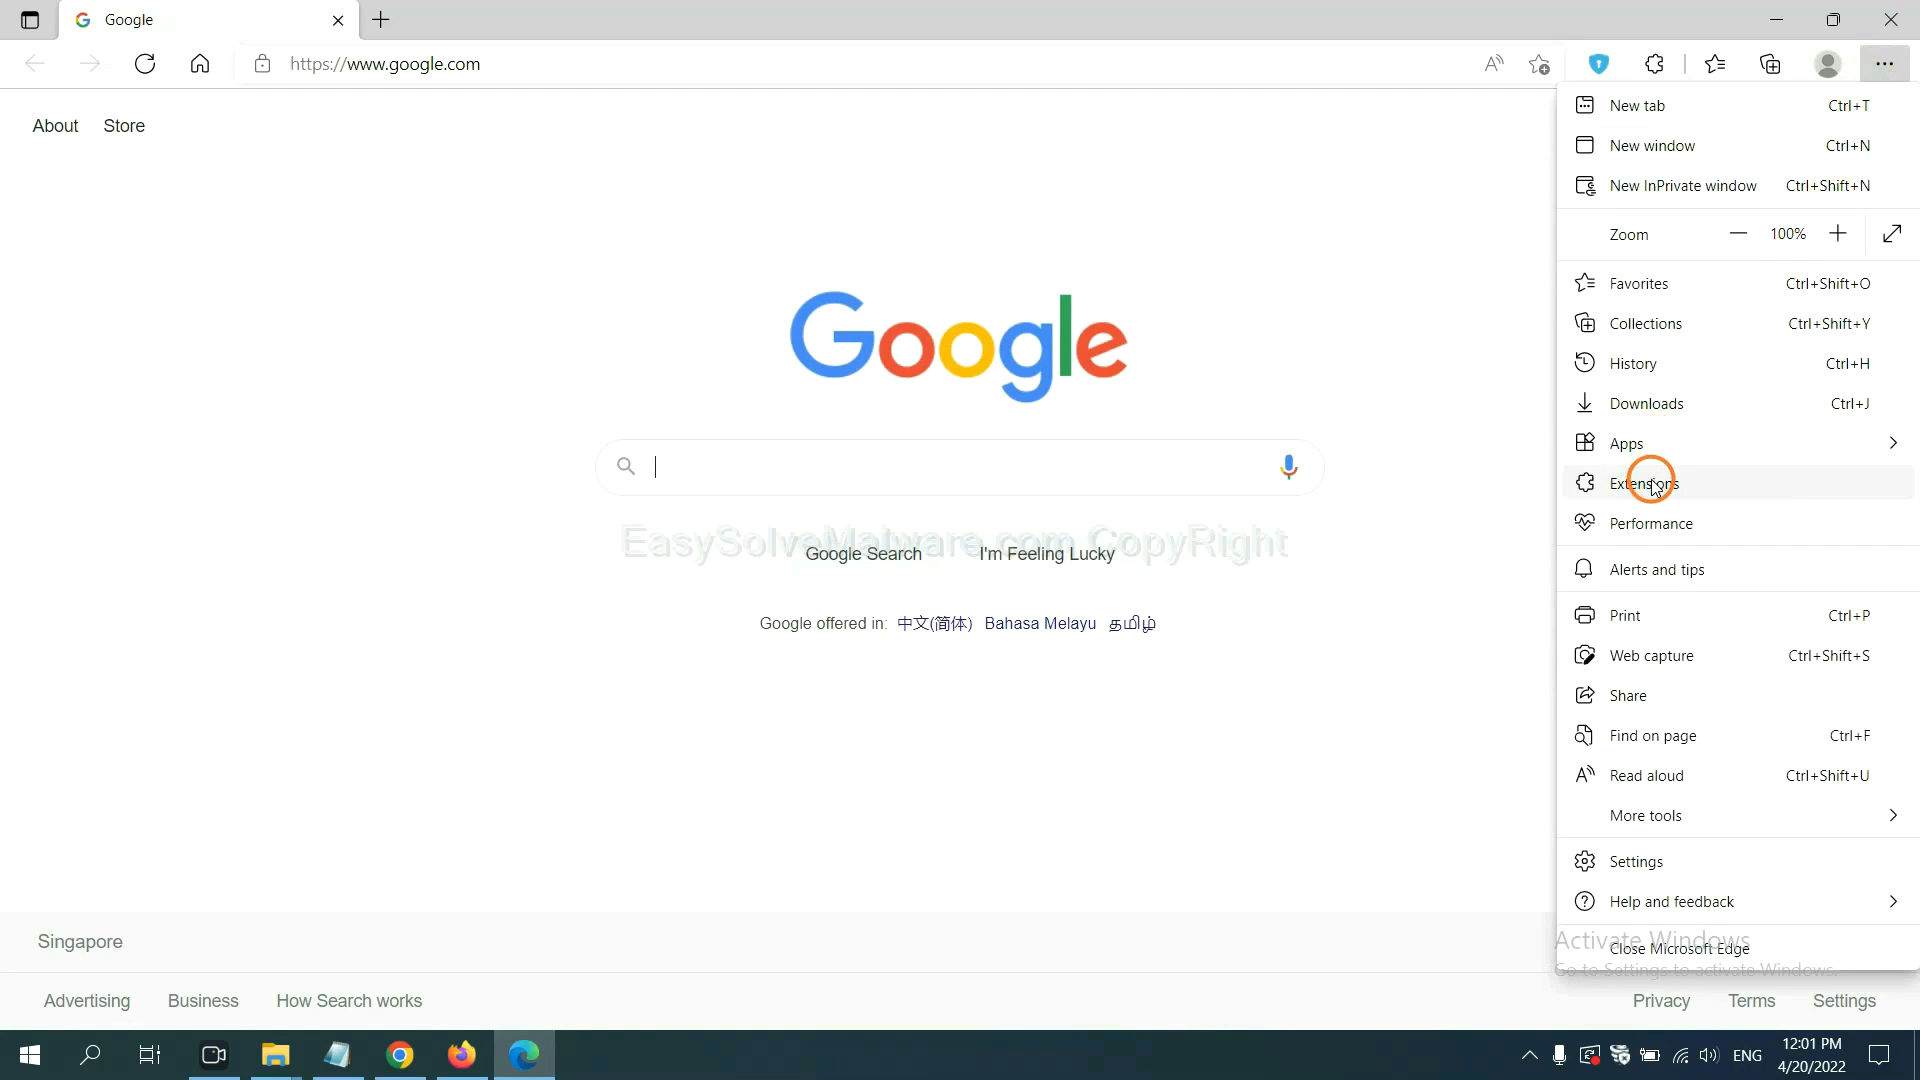 Google
https://www.google.com
About Store
New tab Ctrl+T
New window Ctrl+N
New InPrivate window Ctrl+Shift+N
Zoom 100%
Favorites Ctrl+Shift+O
Collections Ctrl+Shift+Y
History Ctrl+H
Downloads Ctrl+J
Apps
Extensions
Performance
Alerts and tips
Print Ctrl+P
Web capture Ctrl+Shift+S
Share
Find on page Ctrl+F
Read aloud Ctrl+Shift+U
More tools
Settings
Help and feedback
Close Microsoft Edge
Activate Windows
Go to Settings to activate Windows.
Google
EasySolveMalware.com CopyRight
Google Search I'm Feeling Lucky
Google offered in: 中文(简体) Bahasa Melayu தமிழ்
Singapore
Advertising Business How Search works
Privacy Terms Settings
ENG
12:01 PM
4/20/2022